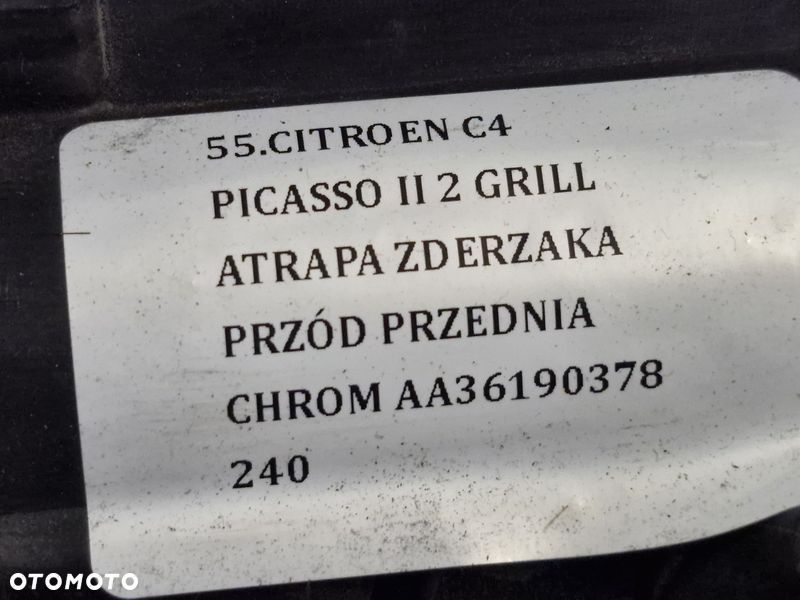 55.CITROEN C4
PICASSO II 2 GRILL
ATRAPA ZDERZAKA
PRZÓD PRZEDNIA
CHROM AA36190378
240
OTOMOTO